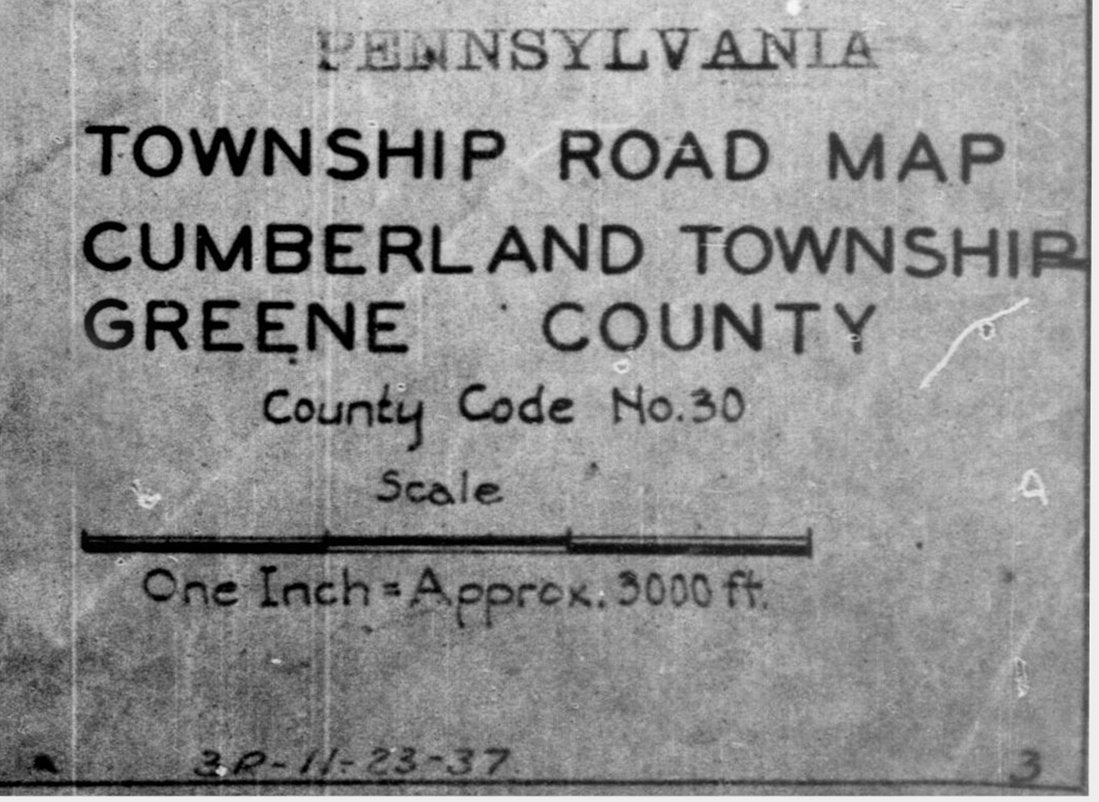 PENNSYLVANIA
TOWNSHIP ROAD MAP
CUMBERLAND TOWNSHIP
GREENE COUNTY
County Code No. 30
Scale
One Inch = Approx. 3000 ft.
3P-11-23-37
3